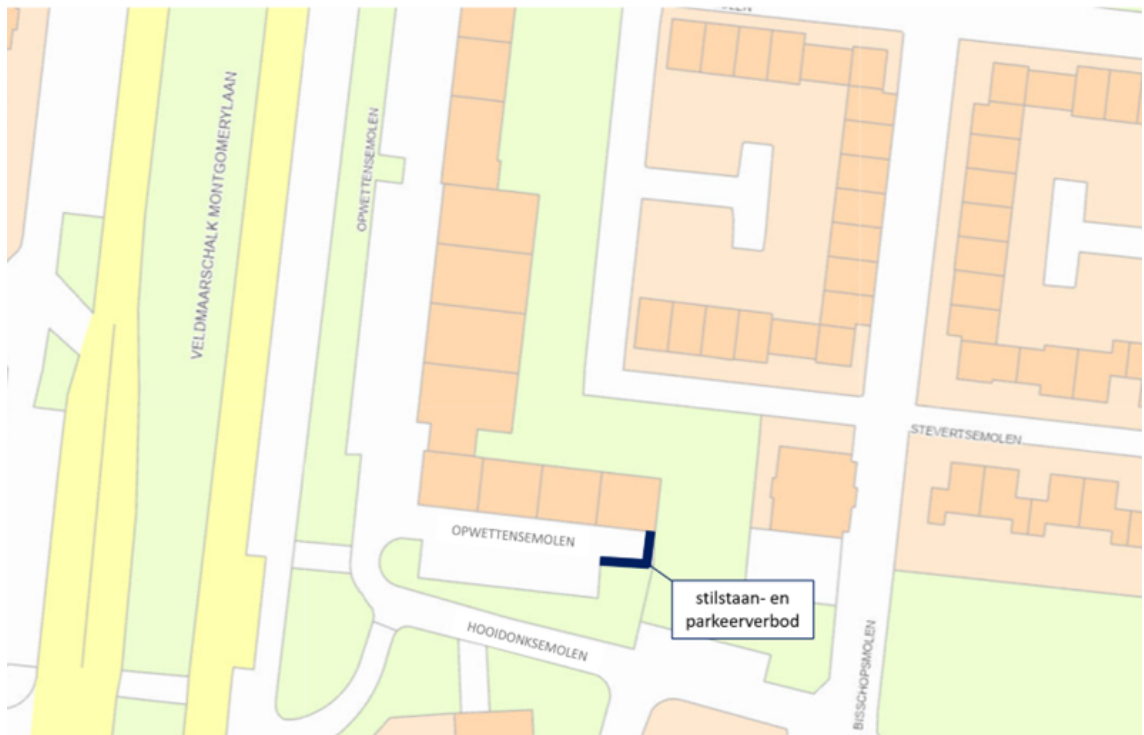 VELDMAARSCHALK MONTGOMERYLAAN
OPWETTENSEMOLEN
STEVERTSEMOLEN
OPWETTENSEMOLEN
stilstaan- en
parkeerverbod
HOOIDONKSEMOLEN
BISSCHOPSMOLEN